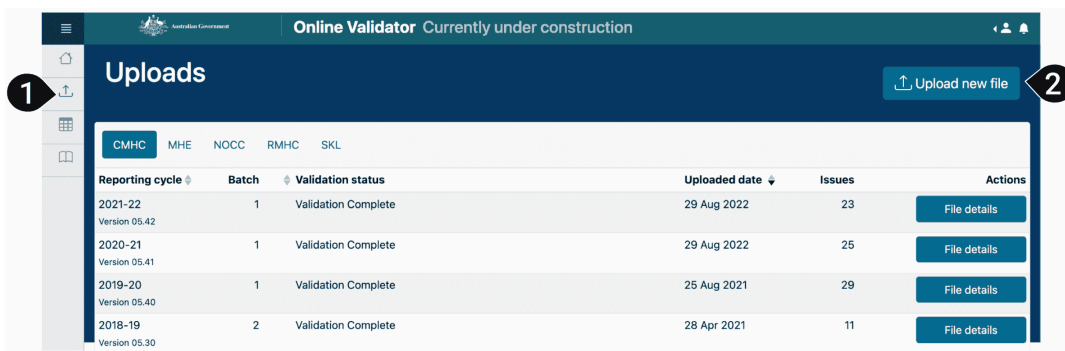 Australian Government
Online Validator Currently under construction
1
Uploads
Upload new file
2
CMHC MHE NOCC RMHC SKL
Reporting cycle Batch Validation status Uploaded date Issues Actions
2021-22 1 Validation Complete 29 Aug 2022 23 File details
Version 05.42
2020-21 1 Validation Complete 29 Aug 2022 25 File details
Version 05.41
2019-20 1 Validation Complete 25 Aug 2021 29 File details
Version 05.40
2018-19 2 Validation Complete 28 Apr 2021 11 File details
Version 05.30